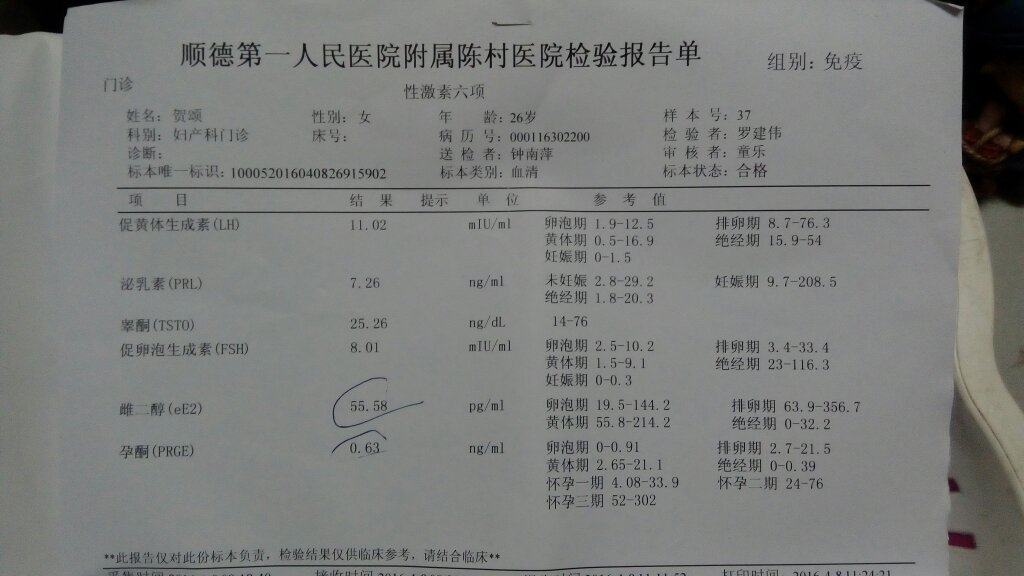 顺德第一人民医院附属陈村医院检验报告单 组别: 免疫
门诊 性激素六项
姓名: 贺颂 性别: 女 年 龄: 26岁 样 本 号: 37
科别: 妇产科门诊 床号: 病 历 号: 000116302200 检 验 者: 罗建伟
诊断: 送 检 者: 钟南萍 审 核 者: 童乐
标本唯一标识: 100052016040826915902 标本类别: 血清 标本状态: 合格
项 目 结 果 提示 单 位 参 考 值
促黄体生成素(LH) 11.02 mIU/ml 卵泡期 1.9-12.5 排卵期 8.7-76.3
黄体期 0.5-16.9 绝经期 15.9-54
妊娠期 0-1.5
泌乳素(PRL) 7.26 ng/ml 未妊娠 2.8-29.2 妊娠期 9.7-208.5
绝经期 1.8-20.3
睾酮(TSTO) 25.26 ng/dL 14-76
促卵泡生成素(FSH) 8.01 mIU/ml 卵泡期 2.5-10.2 排卵期 3.4-33.4
黄体期 1.5-9.1 绝经期 23-116.3
妊娠期 0-0.3
雌二醇(eE2) 55.58 pg/ml 卵泡期 19.5-144.2 排卵期 63.9-356.7
黄体期 55.8-214.2 绝经期 0-32.2
孕酮(PRGE) 0.63 ng/ml 卵泡期 0-0.91 排卵期 2.7-21.5
黄体期 2.65-21.1 绝经期 0-0.39
怀孕一期 4.08-33.9 怀孕二期 24-76
怀孕三期 52-302
**此报告仅对此份标本负责，检验结果仅供临床参考，请结合临床**
打印时间 2016-4-8 11:24:21